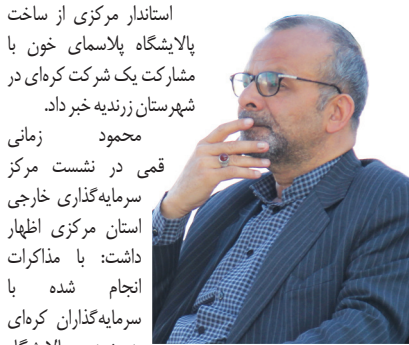 استاندار مرکزی از ساخت
پالایشگاه پلاسمای خون با
مشارکت یک شرکت کره‌ای در
شهرستان زرندیه خبر داد.
محمود زمانی
قمی در نشست مرکز
سرمایه‌گذاری خارجی
استان مرکزی اظهار
داشت: با مذاکرات
انجام شده با
سرمایه‌گذاران کره‌ای